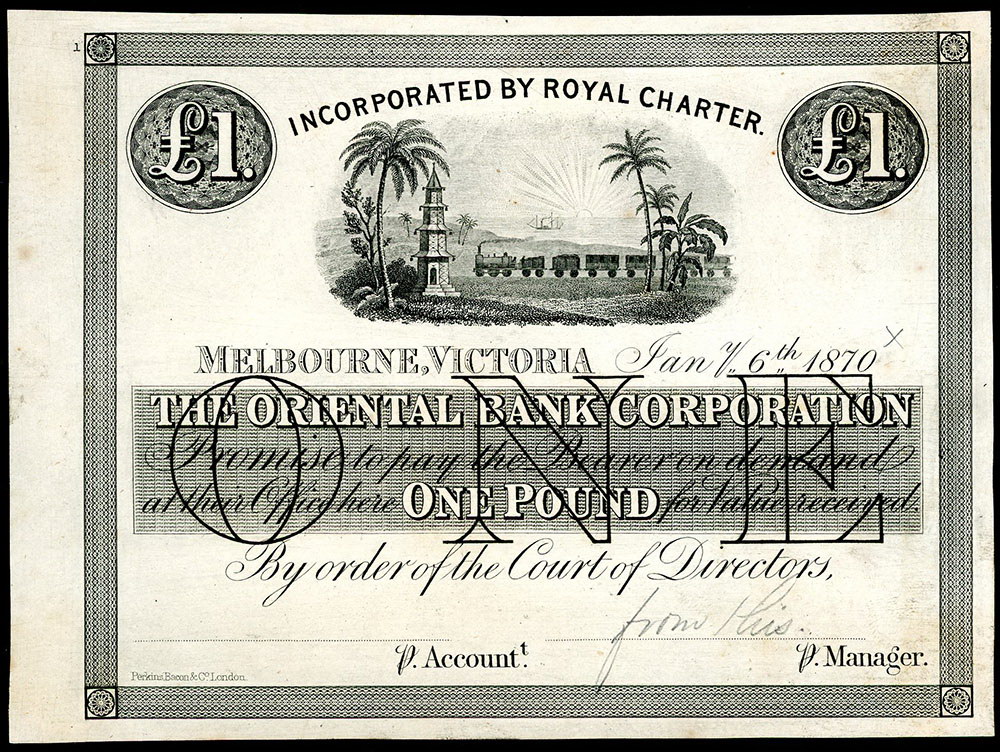 1
INCORPORATED BY ROYAL CHARTER.
£1. £1.
MELBOURNE, VICTORIA Jany. 6th 1870 X
THE ORIENTAL BANK CORPORATION
Promise to pay the Bearer on demand
at their Office here ONE POUND for Value received.
ONE
By order of the Court of Directors,
from this
p. Accountt. p. Manager.
Perkins, Bacon & Co. London.